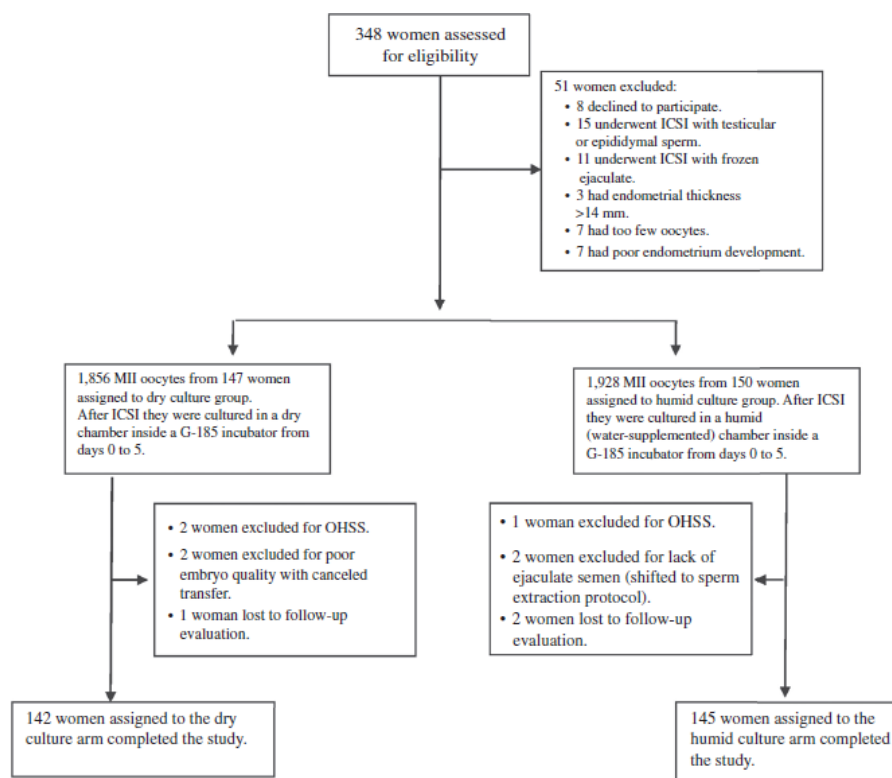 348 women assessed
for eligibility
51 women excluded:
• 8 declined to participate.
• 15 underwent ICSI with testicular
or epididymal sperm.
• 11 underwent ICSI with frozen
ejaculate.
• 3 had endometrial thickness
>14 mm.
• 7 had too few oocytes.
• 7 had poor endometrium development.
1,856 MII oocytes from 147 women
assigned to dry culture group.
After ICSI they were cultured in a dry
chamber inside a G-185 incubator from
days 0 to 5.
1,928 MII oocytes from 150 women
assigned to humid culture group. After ICSI
they were cultured in a humid
(water-supplemented) chamber inside a
G-185 incubator from days 0 to 5.
• 2 women excluded for OHSS.
• 2 women excluded for poor
embryo quality with canceled
transfer.
• 1 woman lost to follow-up
evaluation.
• 1 woman excluded for OHSS.
• 2 women excluded for lack of
ejaculate semen (shifted to sperm
extraction protocol).
• 2 women lost to follow-up
evaluation.
142 women assigned to the dry
culture arm completed the study.
145 women assigned to the
humid culture arm completed
the study.